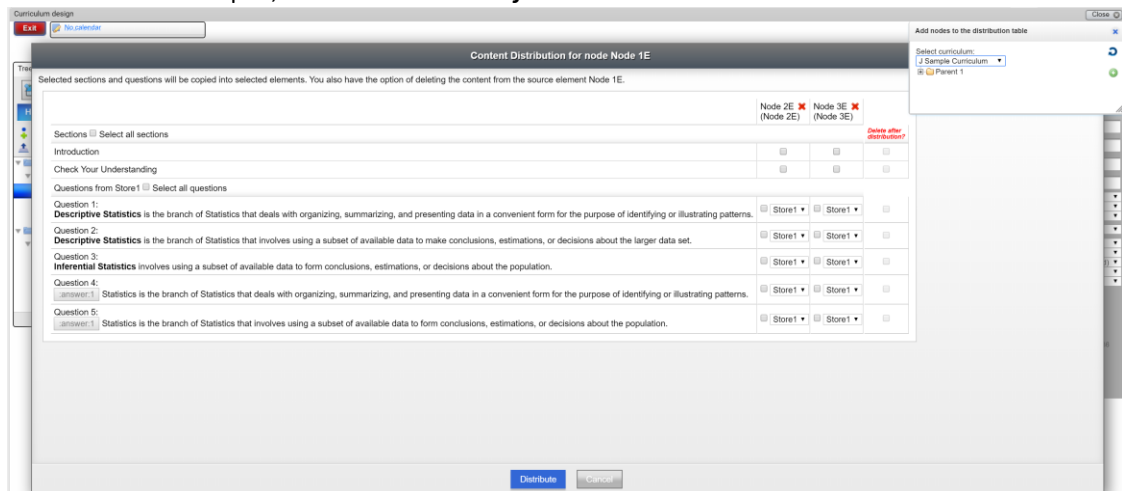 Curriculum design
Close
Exit
No calendar
Add nodes to the distribution table
Select curriculum:
J Sample Curriculum
Parent 1
Content Distribution for node Node 1E
Selected sections and questions will be copied into selected elements. You also have the option of deleting the content from the source element Node 1E.
Node 2E Node 3E
(Node 2E) (Node 3E)
Sections Select all sections
Delete after
distribution?
Introduction
Check Your Understanding
Questions from Store1 Select all questions
Question 1:
Descriptive Statistics is the branch of Statistics that deals with organizing, summarizing, and presenting data in a convenient form for the purpose of identifying or illustrating patterns.
Store1 Store1
Question 2:
Descriptive Statistics is the branch of Statistics that involves using a subset of available data to make conclusions, estimations, or decisions about the larger data set.
Store1 Store1
Question 3:
Inferential Statistics involves using a subset of available data to form conclusions, estimations, or decisions about the population.
Store1 Store1
Question 4:
:answer:1 Statistics is the branch of Statistics that deals with organizing, summarizing, and presenting data in a convenient form for the purpose of identifying or illustrating patterns.
Store1 Store1
Question 5:
:answer:1 Statistics is the branch of Statistics that involves using a subset of available data to form conclusions, estimations, or decisions about the population.
Store1 Store1
Distribute
Cancel